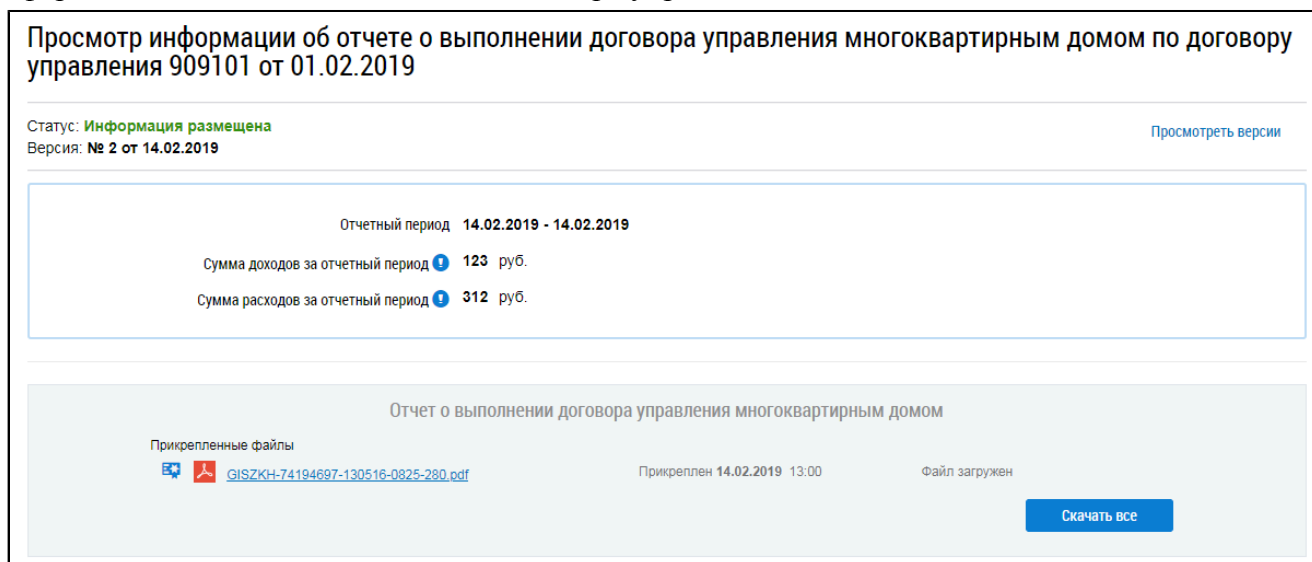 Просмотр информации об отчете о выполнении договора управления многоквартирным домом по договору
управления 909101 от 01.02.2019
Статус: Информация размещена
Просмотреть версии
Версия: № 2 от 14.02.2019
Отчетный период 14.02.2019 - 14.02.2019
Сумма доходов за отчетный период 123 руб.
Сумма расходов за отчетный период 312 руб.
Отчет о выполнении договора управления многоквартирным домом
Прикрепленные файлы
GISZKH-74194697-130516-0825-280.pdf Прикреплен 14.02.2019 13:00 Файл загружен
Скачать все